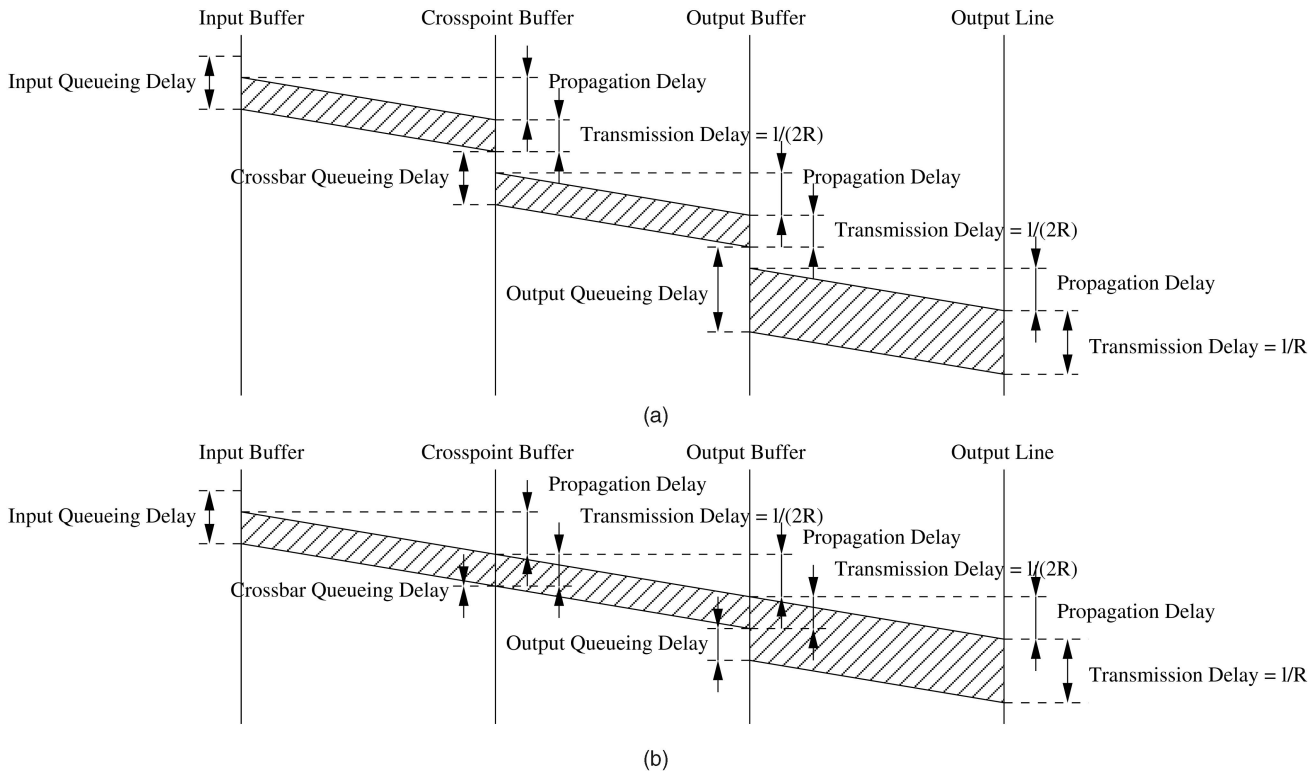 Input Buffer
Crosspoint Buffer
Output Buffer
Output Line
Input Queueing Delay
Propagation Delay
Transmission Delay = l/(2R)
Crossbar Queueing Delay
Propagation Delay
Transmission Delay = l/(2R)
Output Queueing Delay
Propagation Delay
Transmission Delay = l/R
(a)
Input Buffer
Crosspoint Buffer
Output Buffer
Output Line
Propagation Delay
Input Queueing Delay
Transmission Delay = l/(2R)
Propagation Delay
Transmission Delay = l/(2R)
Crossbar Queueing Delay
Propagation Delay
Output Queueing Delay
Transmission Delay = l/R
(b)